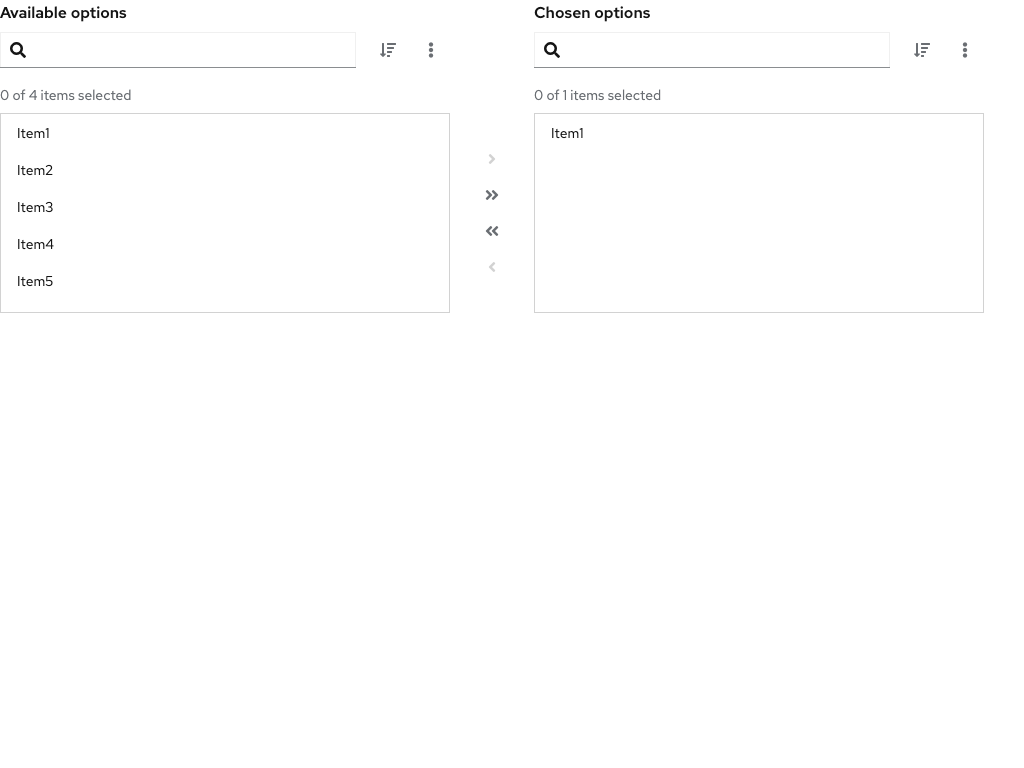 Available options
0 of 4 items selected
Item1
Item2
Item3
Item4
Item5
Chosen options
0 of 1 items selected
Item1